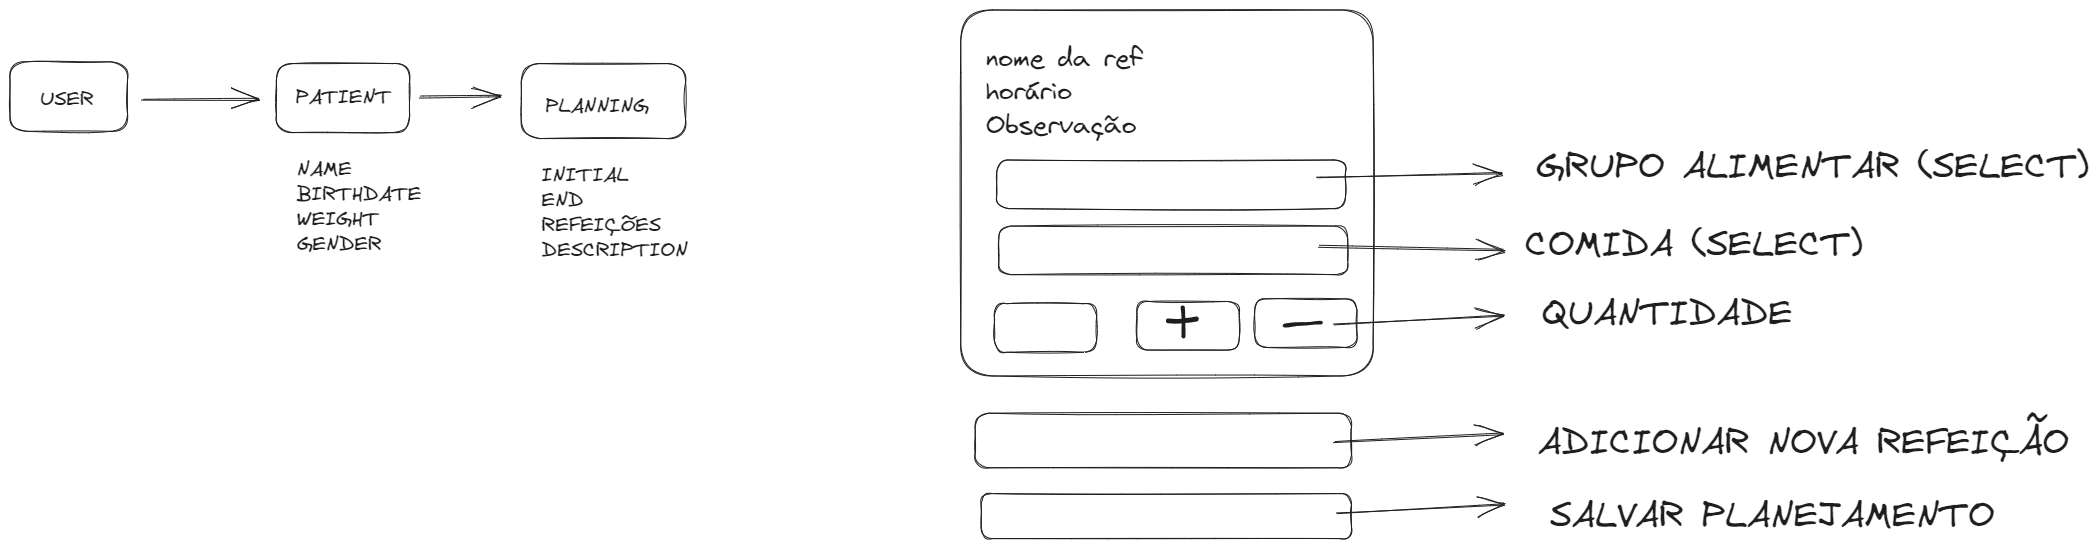 USER
PATIENT
PLANNING
NAME
BIRTHDATE
WEIGHT
GENDER
INITIAL
END
REFEIÇÕES
DESCRIPTION
nome da ref
horário
Observação
GRUPO ALIMENTAR (SELECT)
COMIDA (SELECT)
+
-
QUANTIDADE
ADICIONAR NOVA REFEIÇÃO
SALVAR PLANEJAMENTO